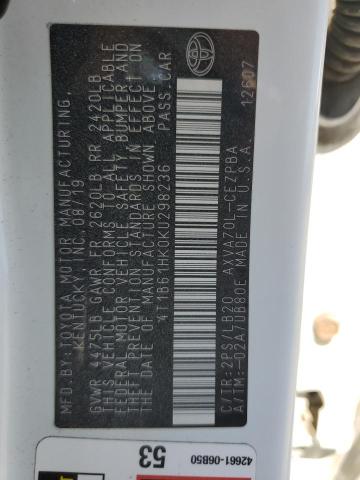 MFD. BY: TOYOTA MOTOR MANUFACTURING,
KENTUCKY, INC. 08/19
GVWR 4475LB GAWR FR 2620LB RR 2420LB
THIS VEHICLE CONFORMS TO ALL APPLICABLE
FEDERAL MOTOR VEHICLE SAFETY, BUMPER, AND
THEFT PREVENTION STANDARDS IN EFFECT ON
THE DATE OF MANUFACTURE SHOWN ABOVE.
4T1B61HK0KU298236 PASS. CAR
C/TR: 2PS/LB20 AXVA70L-CEZPBA
A/TM: -02A/UB80E MADE IN U.S.A.
12607
53
42661-06B50